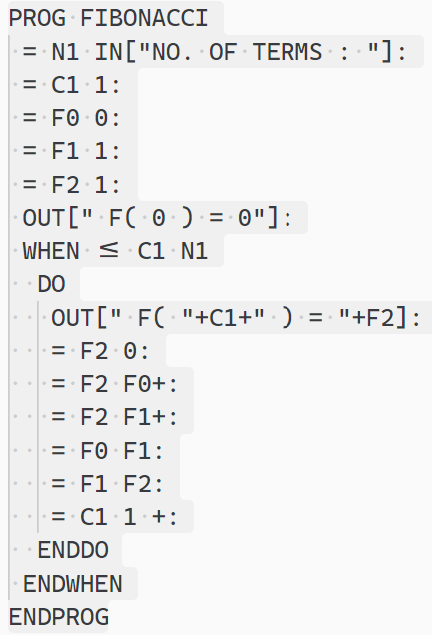 PROG FIBONACCI
= N1 IN["NO. OF TERMS : "]:
= C1 1:
= F0 0:
= F1 1:
= F2 1:
OUT[" F( 0 ) = 0"]:
WHEN ≤ C1 N1
DO
OUT[" F( "+C1+" ) = "+F2]:
= F2 0:
= F2 F0+:
= F2 F1+:
= F0 F1:
= F1 F2:
= C1 1 +:
ENDDO
ENDWHEN
ENDPROG